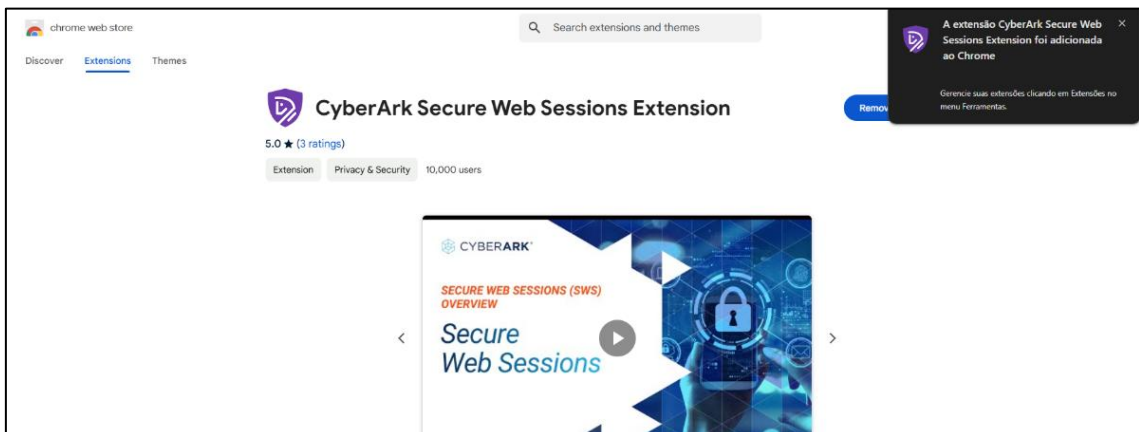 chrome web store
Search extensions and themes
A extensão CyberArk Secure Web
Sessions Extension foi adicionada
ao Chrome
Gerencie suas extensões clicando em Extensões no
menu Ferramentas.
Discover Extensions Themes
CyberArk Secure Web Sessions Extension
Remov
5.0 ★ (3 ratings)
Extension Privacy & Security 10,000 users
CYBERARK
SECURE WEB SESSIONS (SWS)
OVERVIEW
Secure
Web Sessions